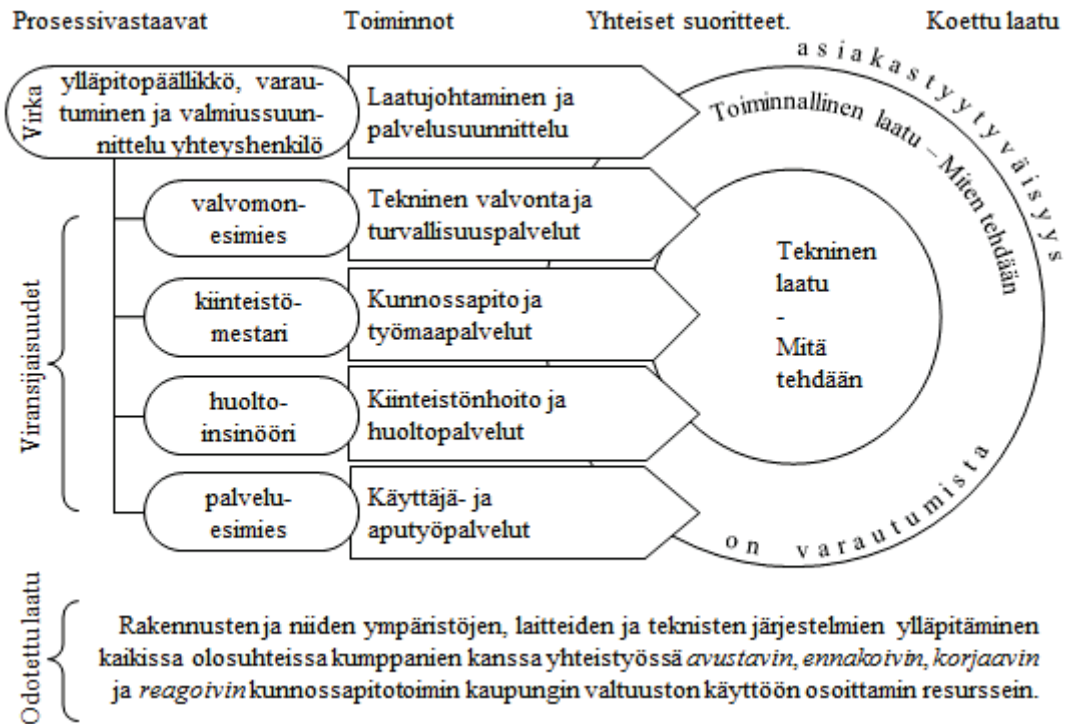 Prosessivastaavat Toiminnot Yhteiset suoritteet. Koettu laatu
Virka
ylläpitopäällikkö, varau-
tuminen ja valmiussuun-
nittelu yhteyshenkilö
Laatujohtaminen ja
palvelusuunnittelu
Viransijaisuudet
valvomon-
esimies
Tekninen valvonta ja
turvallisuuspalvelut
kiinteistö-
mestari
Kunnossapito ja
työmaapalvelut
huolto-
insinööri
Kiinteistönhoito ja
huoltopalvelut
palvelu-
esimies
Käyttäjä- ja
aputyöpalvelut
asiakastyytyväisyys
Toiminnallinen laatu – Miten tehdään
Tekninen
laatu
-
Mitä
tehdään
on varautumista
Odotettu laatu
Rakennusten ja niiden ympäristöjen, laitteiden ja teknisten järjestelmien ylläpitäminen
kaikissa olosuhteissa kumppanien kanssa yhteistyössä avustavin, ennakoivin, korjaavin
ja reagoivin kunnossapitotoimin kaupungin valtuuston käyttöön osoittamin resurssein.